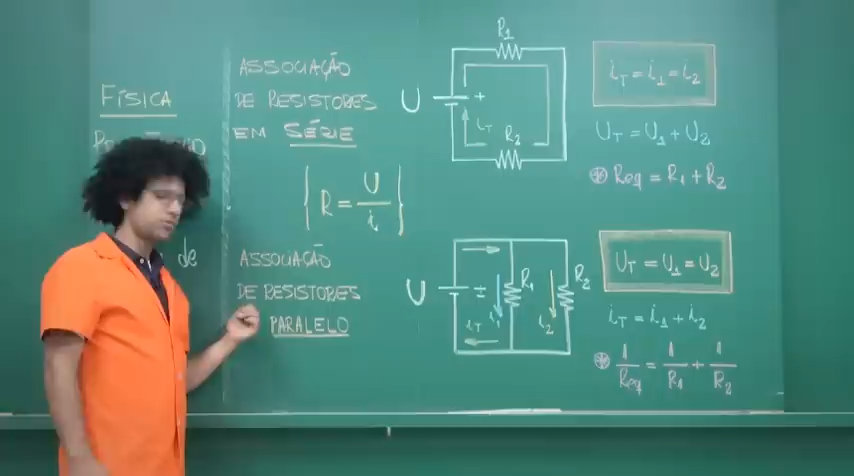 FÍSICA
de
ASSOCIAÇÃO
DE RESISTORES
EM SÉRIE
R = U / i
ASSOCIAÇÃO
DE RESISTORES
PARALELO
R1
U
+
iT
R2
iT = i1 = i2
UT = U1 + U2
* Req = R1 + R2
U
±
R1
R2
i1
i2
iT
UT = U1 = U2
iT = i1 + i2
* 1/Req = 1/R1 + 1/R2